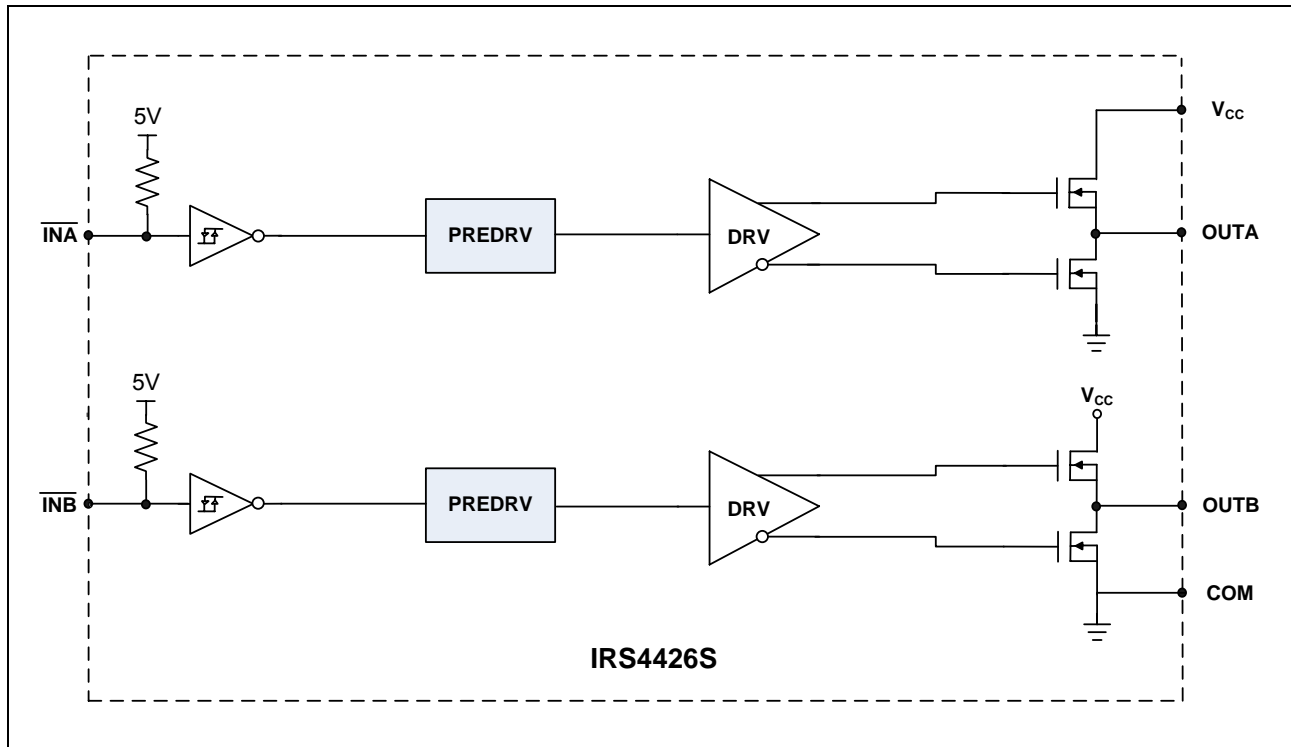 V_CC
5V
INA
PREDRV
DRV
OUTA
5V
V_CC
INB
PREDRV
DRV
OUTB
COM
IRS4426S